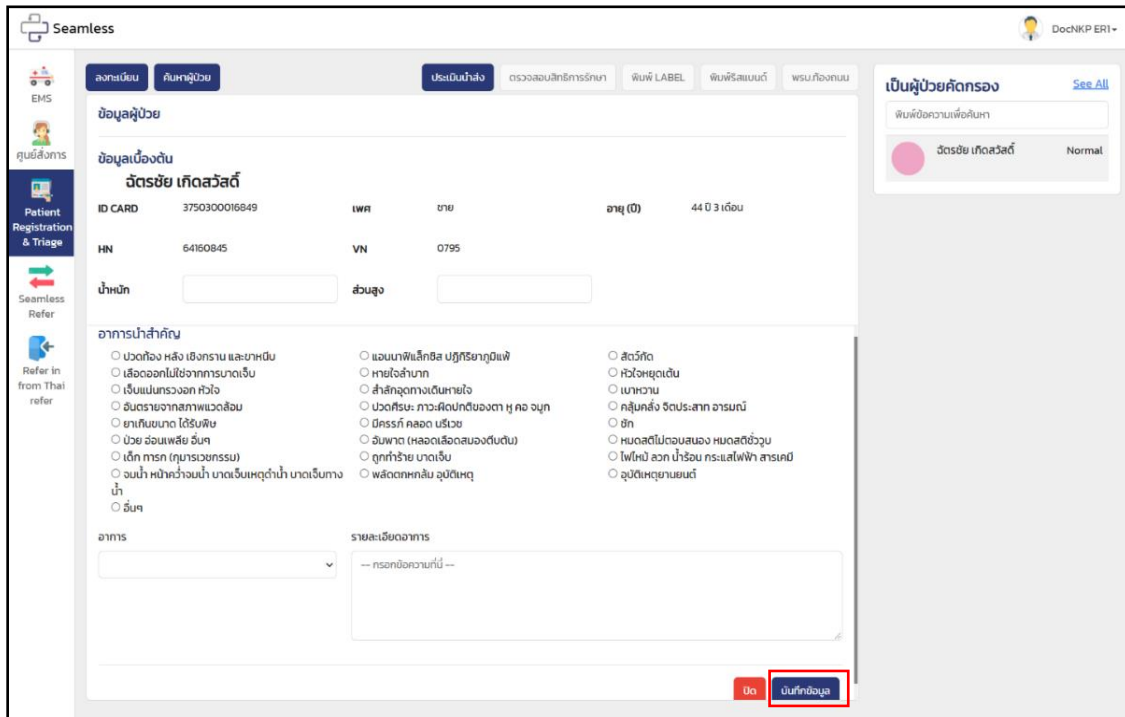 Seamless
DocNKP ER1
EMS
ศูนย์สั่งการ
Patient
Registration
& Triage
Seamless
Refer
Refer in
from Thai
refer
ลงทะเบียน ค้นหาผู้ป่วย ประเมินนำส่ง ตรวจสอบสิทธิการรักษา พิมพ์ LABEL พิมพ์ริสแบนด์ พรบ.ท้องถนน
ข้อมูลผู้ป่วย
ข้อมูลเบื้องต้น
ฉัตรชัย เกิดสวัสดิ์
ID CARD 3750300016849 เพศ ชาย อายุ (ปี) 44 ปี 3 เดือน
HN 64160845 VN 0795
น้ำหนัก ส่วนสูง
อาการนำสำคัญ
ปวดท้อง หลัง เชิงกราน และขาหนีบ แอนนาฟิแล็กซิส ปฏิกิริยาภูมิแพ้ สัตว์กัด
เลือดออกไม่ใช่จากการบาดเจ็บ หายใจลำบาก หัวใจหยุดเต้น
เจ็บแน่นทรวงอก หัวใจ สำลักอุดทางเดินหายใจ เบาหวาน
อันตรายจากสภาพแวดล้อม ปวดศีรษะ ภาวะผิดปกติของตา หู คอ จมูก คลุ้มคลั่ง จิตประสาท อารมณ์
ยาเกินขนาด ได้รับพิษ มีครรภ์ คลอด นรีเวช ชัก
ป่วย อ่อนเพลีย อื่นๆ อัมพาต (หลอดเลือดสมองตีบตัน) หมดสติไม่ตอบสนอง หมดสติชั่ววูบ
เด็ก ทารก (กุมารเวชกรรม) ถูกทำร้าย บาดเจ็บ ไฟไหม้ ลวก น้ำร้อน กระแสไฟฟ้า สารเคมี
จมน้ำ หน้าคว่ำจมน้ำ บาดเจ็บเหตุดำน้ำ บาดเจ็บทาง พลัดตกหกล้ม อุบัติเหตุ อุบัติเหตุยานยนต์
น้ำ
อื่นๆ
อาการ รายละเอียดอาการ
-- กรอกข้อความที่นี่ --
ปิด บันทึกข้อมูล
เป็นผู้ป่วยคัดกรอง See All
พิมพ์ข้อความเพื่อค้นหา
ฉัตรชัย เกิดสวัสดิ์ Normal